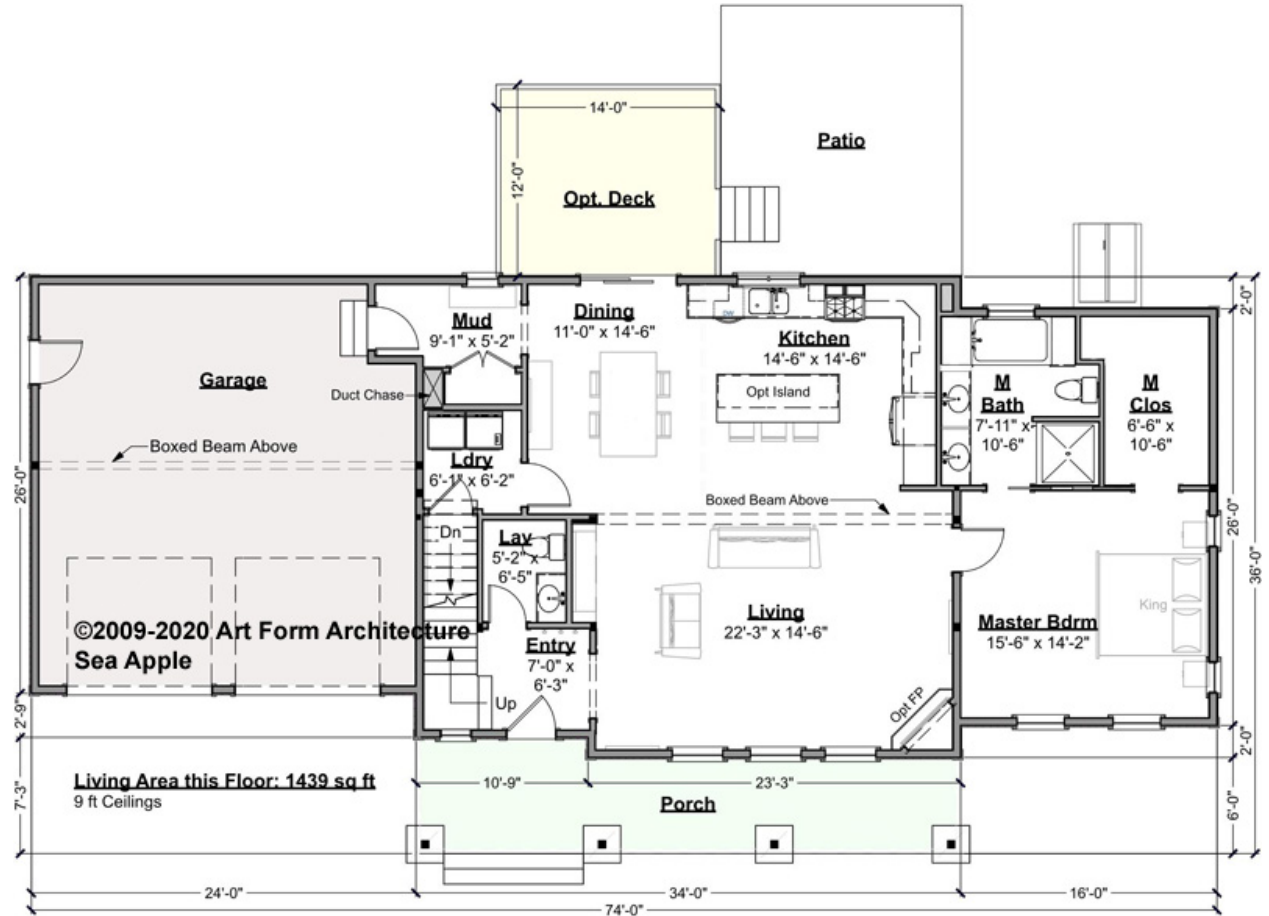 14'-0"
12'-0"
Patio
Opt. Deck
2'-0"
Dining
11'-0" x 14'-6"
Mud
9'-1" x 5'-2"
DW
Kitchen
14'-6" x 14'-6"
Garage
Duct Chase
Opt Island
M
Bath
7'-11" x
10'-6"
M
Clos
6'-6" x
10'-6"
Boxed Beam Above
Ldry
6'-1" x 6'-2"
26'-0"
Boxed Beam Above
Dn
Lav
5'-2" x
6'-5"
26'-0"
36'-0"
Living
22'-3" x 14'-6"
King
Master Bdrm
15'-6" x 14'-2"
©2009-2020 Art Form Architecture
Sea Apple
Entry
7'-0" x
6'-3"
Up
Opt FP
2'-9"
2'-0"
Living Area this Floor: 1439 sq ft
9 ft Ceilings
10'-9"
23'-3"
Porch
7'-3"
6'-0"
24'-0"
34'-0"
16'-0"
74'-0"